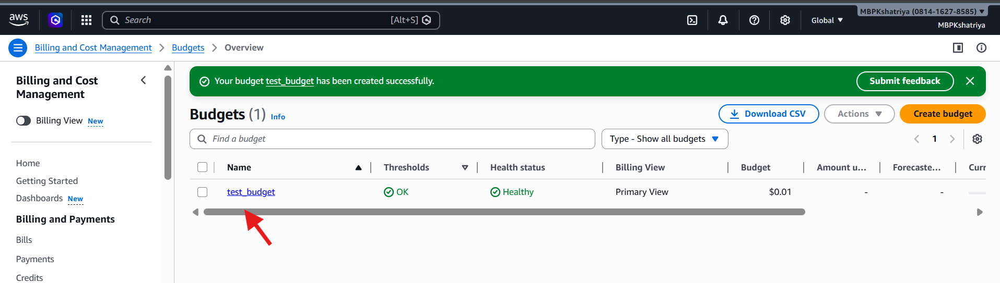 aws
Search
[Alt+S]
Global
MBPKshatriya (0814-1627-8585)
MBPKshatriya
Billing and Cost Management
Budgets
Overview
Billing and Cost
Management
Billing View New
Home
Getting Started
Dashboards New
Billing and Payments
Bills
Payments
Credits
Your budget test_budget has been created successfully.
Submit feedback
Budgets (1) Info
Download CSV
Actions
Create budget
Find a budget
Type - Show all budgets
1
Name Thresholds Health status Billing View Budget Amount u... Forecaste... Curr
test_budget OK Healthy Primary View $0.01 - -